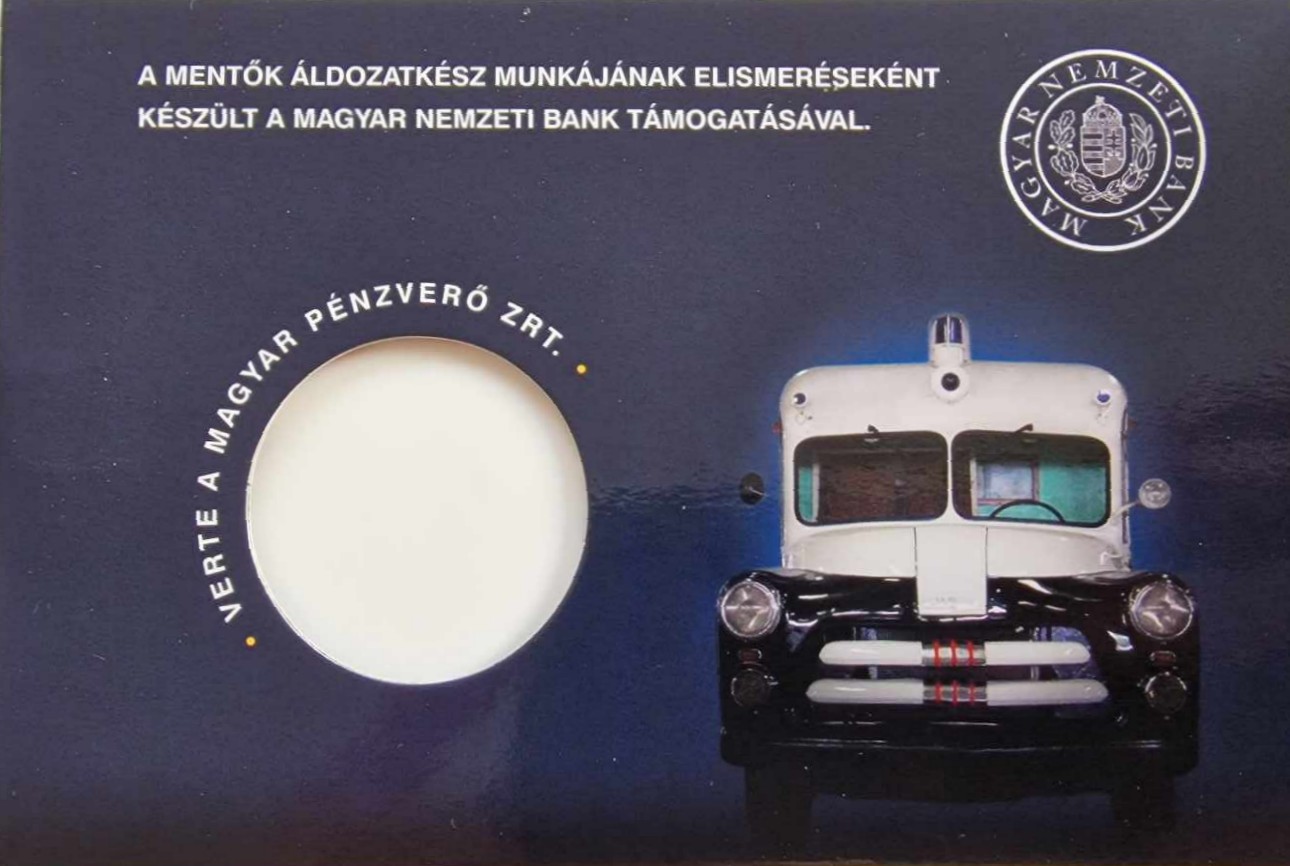 A MENTŐK ÁLDOZATKÉSZ MUNKÁJÁNAK ELISMERÉSEKÉNT
KÉSZÜLT A MAGYAR NEMZETI BANK TÁMOGATÁSÁVAL.
MAGYAR NEMZETI BANK
• VERTE A MAGYAR PÉNZVERŐ ZRT. •